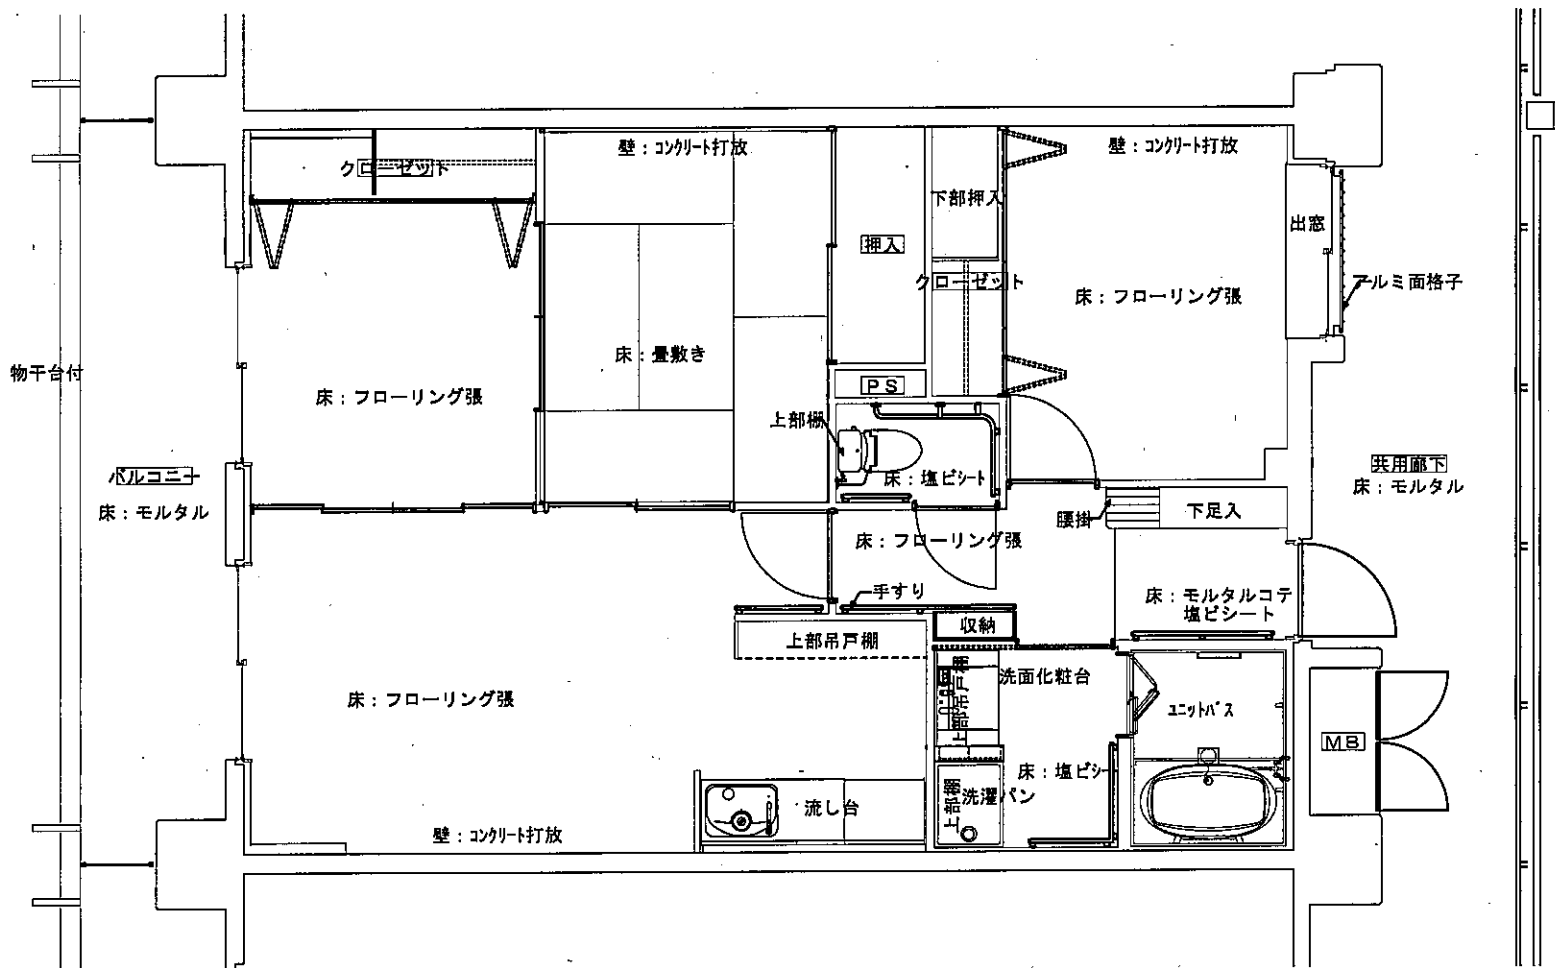 壁：コンクリート打放
壁：コンクリート打放
クローゼット
下部押入
出窓
押入
クローゼット
アルミ面格子
床：フローリング張
床：畳敷き
物干台付
PS
床：フローリング張
上部棚
共用廊下
床：モルタル
バルコニー
床：モルタル
床：塩ビシート
腰掛
下足入
床：フローリング張
手すり
床：モルタルコテ
塩ビシート
収納
上部吊戸棚
上部吊戸棚
洗面化粧台
床：フローリング張
ユニットバス
MB
床：塩ビシー
上部棚
洗濯パン
流し台
壁：コンクリート打放